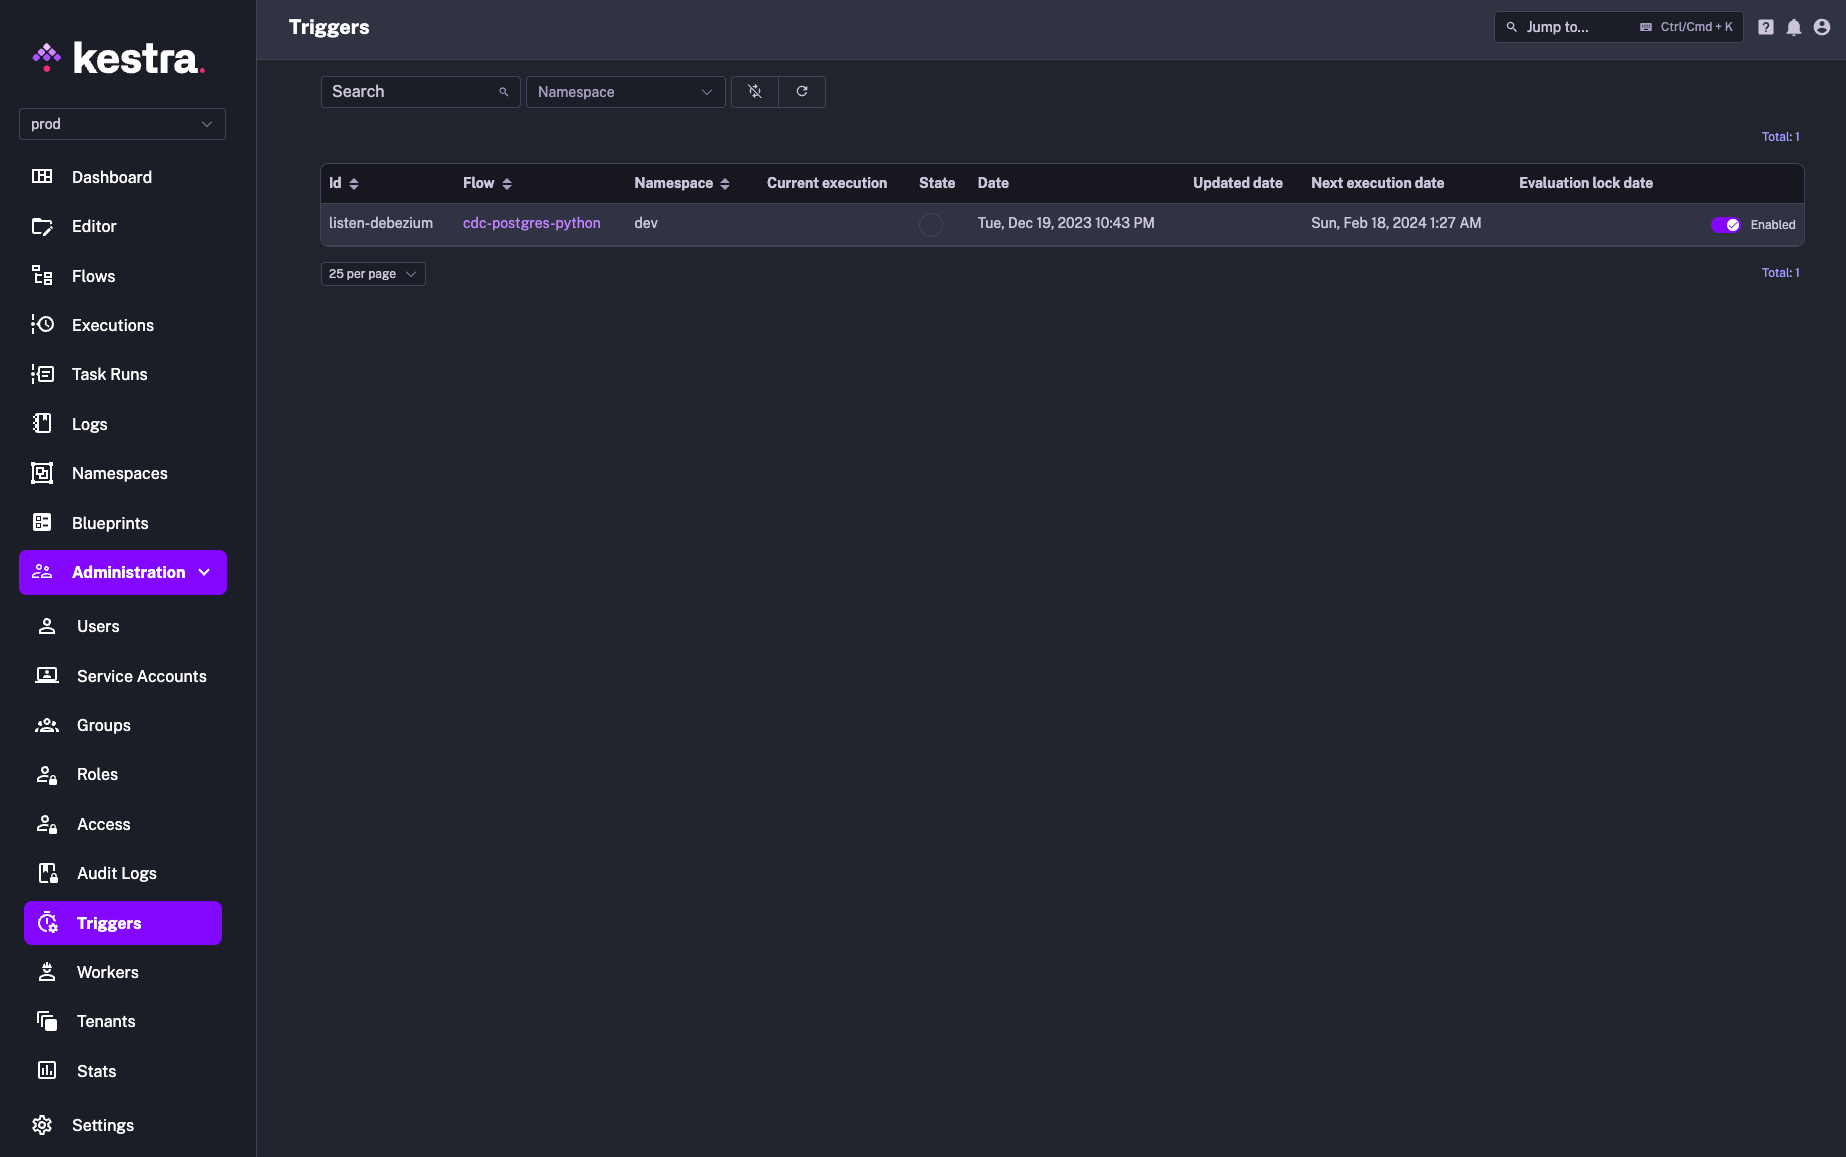 kestra.
prod
Dashboard
Editor
Flows
Executions
Task Runs
Logs
Namespaces
Blueprints
Administration
Users
Service Accounts
Groups
Roles
Access
Audit Logs
Triggers
Workers
Tenants
Stats
Settings
Triggers
Jump to... Ctrl/Cmd + K ?
Search Namespace
Total: 1
Id Flow Namespace Current execution State Date Updated date Next execution date Evaluation lock date
listen-debezium cdc-postgres-python dev Tue, Dec 19, 2023 10:43 PM Sun, Feb 18, 2024 1:27 AM Enabled
25 per page Total: 1